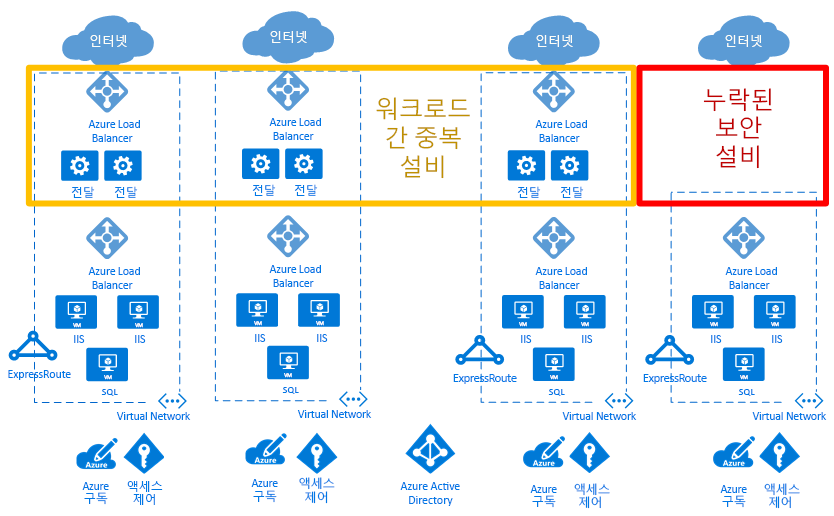 인터넷
인터넷
인터넷
인터넷
Azure Load
Balancer
Azure Load
Balancer
워크로드
간 중복
설비
Azure Load
Balancer
누락된
보안
설비
전달
전달
전달
전달
전달
전달
Azure Load
Balancer
Azure Load
Balancer
Azure Load
Balancer
Azure Load
Balancer
VM
VM
VM
VM
VM
VM
VM
VM
IIS
IIS
IIS
IIS
IIS
IIS
IIS
IIS
VM
VM
VM
VM
ExpressRoute
ExpressRoute
ExpressRoute
SQL
SQL
SQL
SQL
Virtual Network
Virtual Network
Virtual Network
Virtual Network
Azure
Azure
Azure
Azure
Azure
구독
액세스
제어
Azure
구독
액세스
제어
Azure Active
Directory
Azure
구독
액세스
제어
Azure
구독
액세스
제어